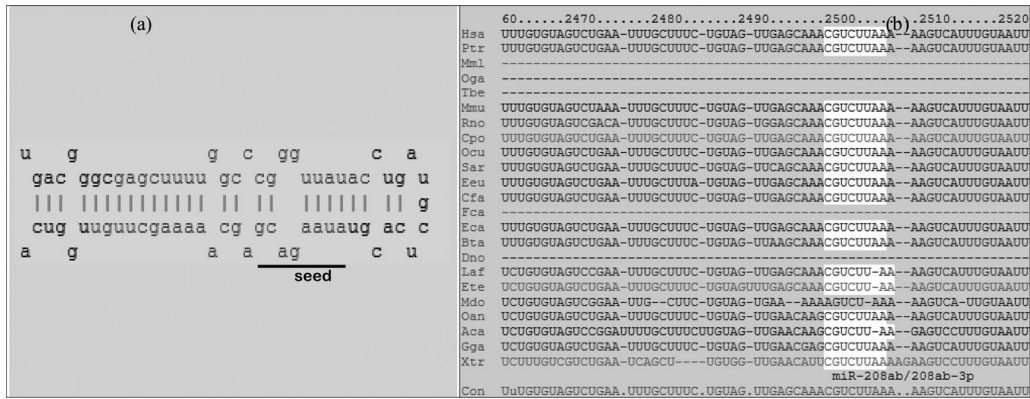 (a)
u g g c gg c a
gac ggcgagcuuuu gc cg uuauac ugu u
||| ||||||||||| || || |||||| || g
cug uuguucgaaaa cg gc aauaug ac c
a g a a ag c u
seed
(b)
60......2470......2480......2490......2500......2510......2520
Hsa UUUGUGUAGUCUGAA-UUUGCUUUC-UGUAG-UUGAGCAAACGUCUUAAA--AAGUCAUUUGUAAUU
Ptr UUUGUGUAGUCUGAA-UUUGCUUUC-UGUAG-UUGAGCAAACGUCUUAAA--AAGUCAUUUGUAAUU
Mml --------------------------------------------------------------------
Oga --------------------------------------------------------------------
Tbe --------------------------------------------------------------------
Mmu UUUGUGUAGUCUAAA-UUUGCUUUC-UGUAG-UUGAGCAAACGUCUUAAA--AAGUCAUUUGUAAUU
Rno UUUGUGUAGUCGACA-UUUGCUUUC-UGUAG-UGGAGCAAACGUCUUAAA--AAGUCAUUUGUAAUU
Cpo UUUGUGUAGUCUGAA-UUUGCUUUC-UGUAG-UUGAGCAAACGUCUUAAA--AAGUCAUUUGUAAUU
Ocu UUUGUGUAGUCUGAA-UUUGCUUUC-UGUAG-UUGAGCAAACGUCUUAAA--AAGUCAUUUGUAAUU
Sar UUUGUGUAGUCUGAA-UUUGCUUUC-UGUAG-UUCAGCAAACGUCUUAAA--AAGUCAUUUGUAAUU
Eeu UUUGUGUAGUCUGAA-UUUGCUUUA-UGUAG-UUGAGCAAACGUCUUAAA--AAGUCAUUUGUAAUU
Cfa UUUGUGUAGUCUGAA-UUUGCUUUC-UGUAG-UUGAGCAAACGUCUUAAA--AAGUCAUUUGUAAUU
Fca --------------------------------------------------------------------
Eca UUUGUGUAGUCUGAA-UUUGCUUUC-UGUAG-UUGAGCAAACGUCUUAAA--AAGUCAUUUGUAAUU
Bta UUUGUGUAGUCUGAA-UUUGCUUUC-UGUAG-UUAAGCAAACGUCUUAAA--AAGUCAUUUGUAAUU
Dno --------------------------------------------------------------------
Laf UCUGUGUAGUCCGAA-UUUGCUUUC-UGUAG-UUGAGCAAACGUCUU-AA--AAGUCAUUUGUAAUU
Ete UCUGUGUAGUCUGAA-UUUGCUUUC-UGUAGUUUGAGCAAACGUCUU-AA--AAGUCAUUUGUAAUU
Mdo UCUGUGUAGUCGGAA-UUG--CUUC-UGUAG-UGAA--AAAAGUCU-AAA--AAGUCA-UUGUAAUU
Oan UCUGUGUAGUCUGAA-UUUGCUUUC-UGUAG-UUGAACAAGCGUCUUAAA--AAGUCAUUUGUAAUU
Aca UCUGUGUAGUCCGGAUUUUGCUUUCUUGUAG-UUGAACAAGCGUCUU-AA--GAGUCCUUUGUAAUU
Gga UCUGUGUAGUCUGAA-UUUGCUUUC-UGUAG-UUGAACGAGCGUCUUAAA--AAGUCAUUUGUAAUU
Xtr UCUUUGUCGUCUGAA-UCAGCU----UGUGG-UUGAACAUUCGUCUUAAAAAGAAGUCCUUUGUAAUU
miR-208ab/208ab-3p
Con UuUGUGUAGUCUGAA.UUUGCUUUC.UGUAG.UUGAGCAAACGUCUUAAA..AAGUCAUUUGUAAUU